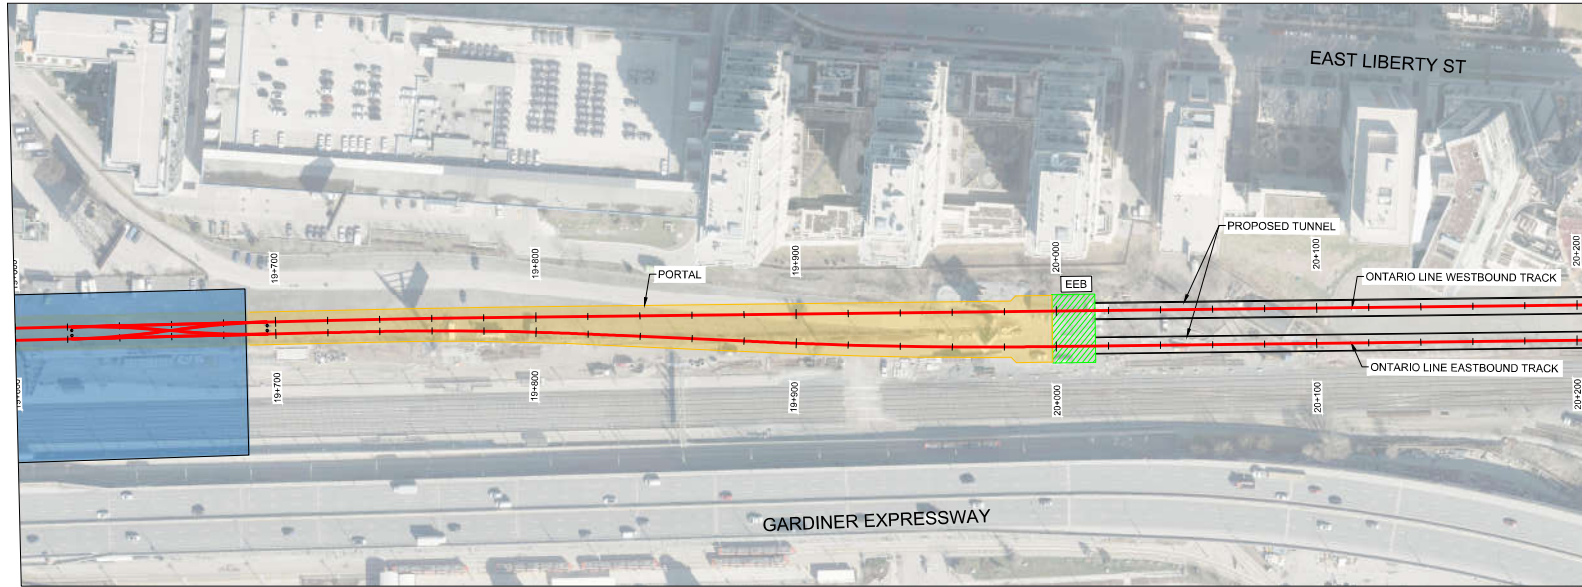 EAST LIBERTY ST
PROPOSED TUNNEL
19+700
19+800
19+900
20+000
20+100
20+200
PORTAL
EEB
ONTARIO LINE WESTBOUND TRACK
ONTARIO LINE EASTBOUND TRACK
19+700
19+800
19+900
20+000
20+100
20+200
GARDINER EXPRESSWAY